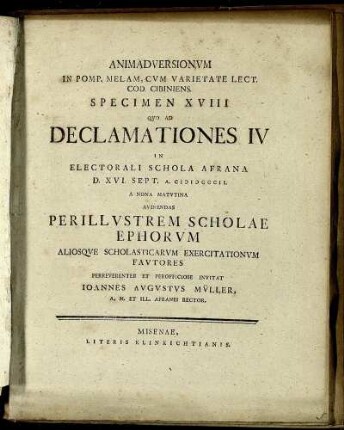 ANIMADVERSIONVM
IN POMP. MELAM, CVM VARIETATE LECT.
COD. CIBINIENS.
SPECIMEN XVIII
QVO AD
DECLAMATIONES IV
IN
ELECTORALI SCHOLA AFRANA
D. XVI. SEPT. A. CIƆIƆCCCII.
A NONA MATVTINA
AVDIENDAS
PERILLVSTREM SCHOLAE
EPHORVM
ALIOSQVE SCHOLASTICARVM EXERCITATIONVM
FAVTORES
PERREVERENTER ET PEROFFICIOSE INVITAT
IOANNES AVGVSTVS MÜLLER,
A. M. ET ILL. AFRANEI RECTOR.
MISENAE,
LITERIS KLINKICHTIANIS.